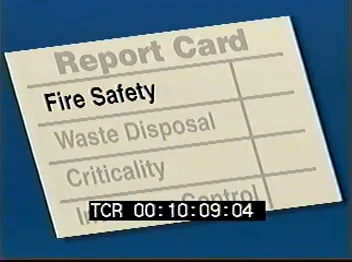 Report Card
Fire Safety
Waste Disposal
Criticality
Control
TCR 00:10:09:04